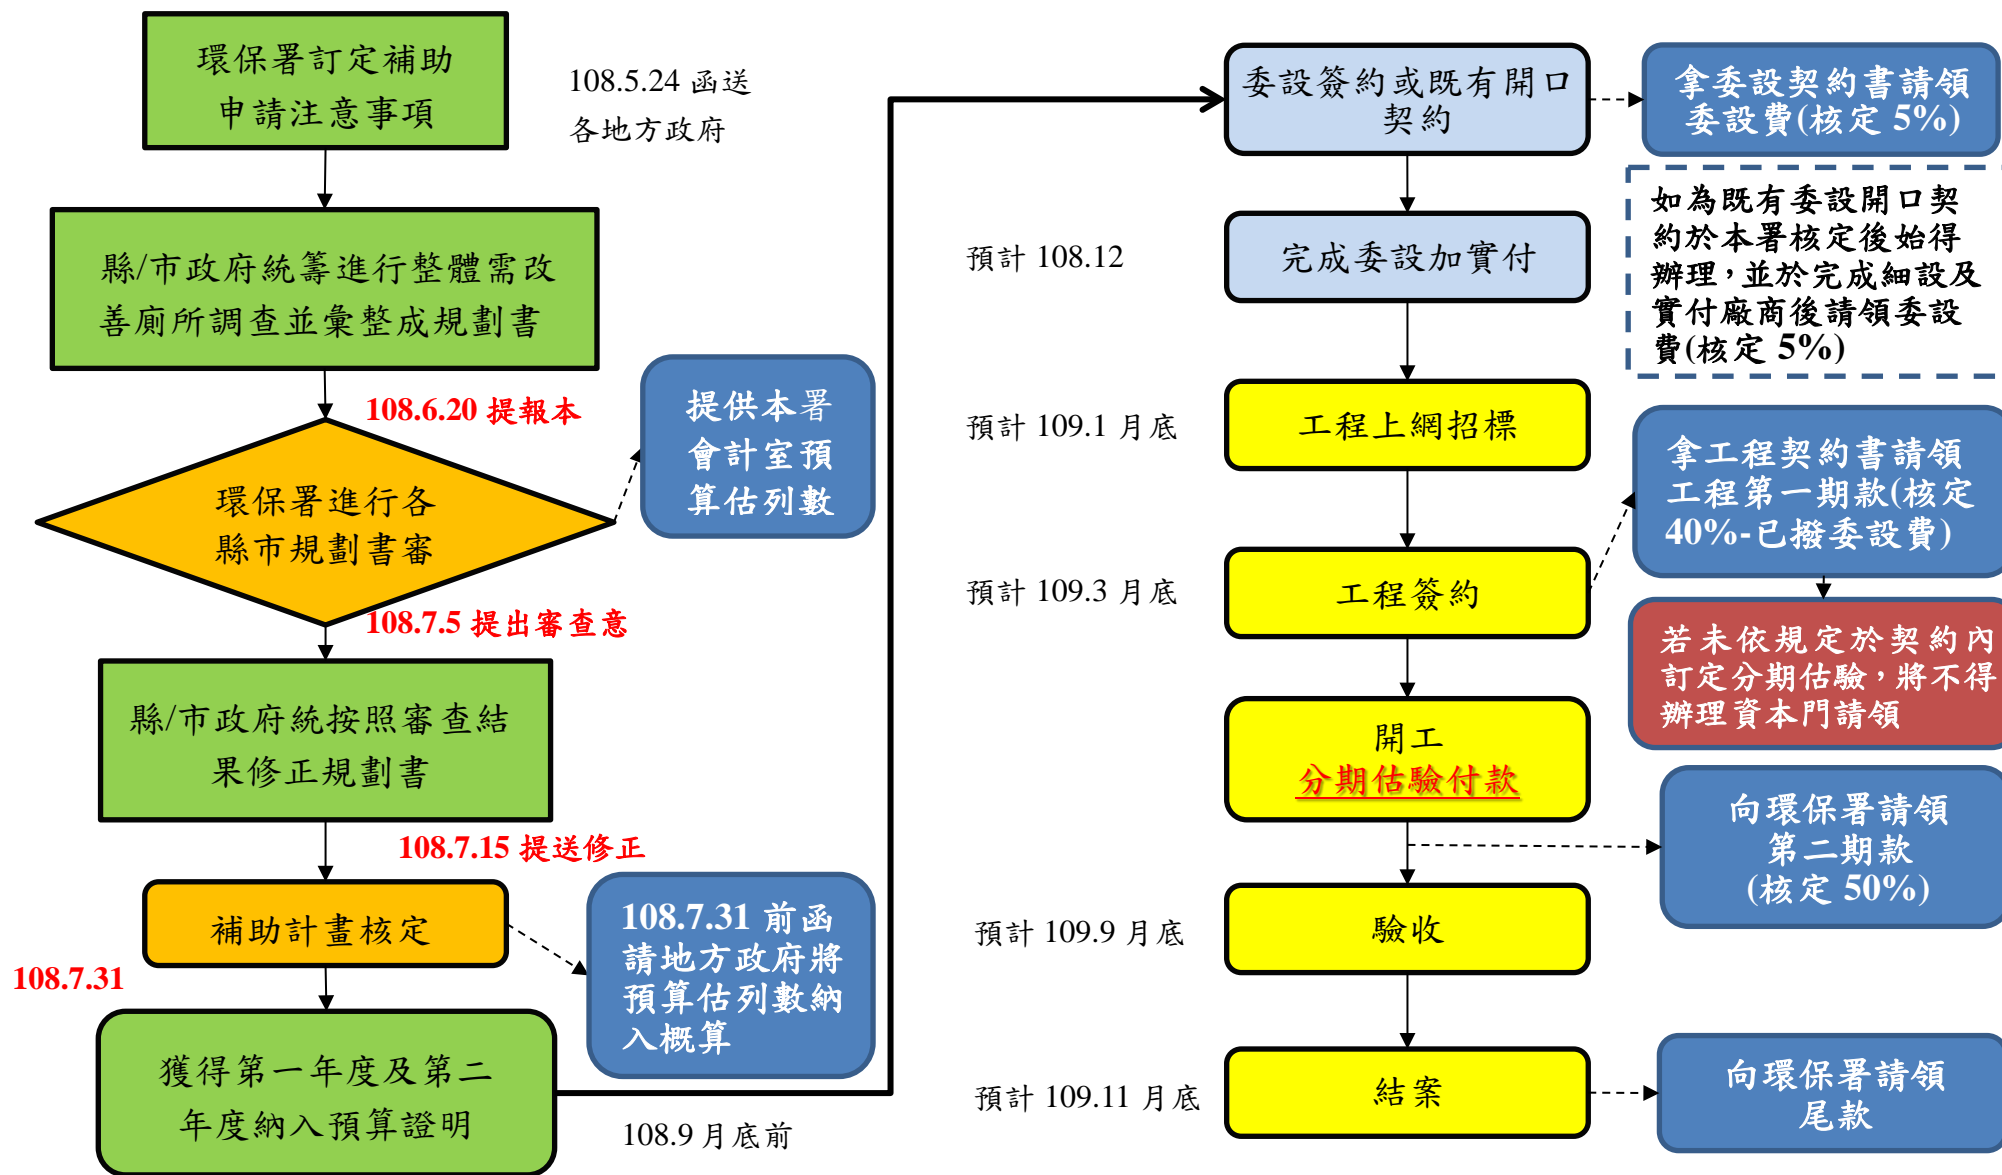 環保署訂定補助
申請注意事項
108.5.24 函送
各地方政府
縣/市政府統籌進行整體需改
善廁所調查並彙整成規劃書
108.6.20 提報本
環保署進行各
縣市規劃書審
提供本署
會計室預
算估列數
108.7.5 提出審查意
縣/市政府統按照審查結
果修正規劃書
108.7.15 提送修正
補助計畫核定
108.7.31
108.7.31 前函
請地方政府將
預算估列數納
入概算
獲得第一年度及第二
年度納入預算證明
108.9 月底前
委設簽約或既有開口
契約
拿委設契約書請領
委設費(核定 5%)
如為既有委設開口契
約於本署核定後始得
辦理，並於完成細設及
實付廠商後請領委設
費(核定 5%)
預計 108.12
完成委設加實付
預計 109.1 月底
工程上網招標
拿工程契約書請領
工程第一期款(核定
40%-已撥委設費)
預計 109.3 月底
工程簽約
若未依規定於契約內
訂定分期估驗，將不得
辦理資本門請領
開工
分期估驗付款
向環保署請領
第二期款
(核定 50%)
預計 109.9 月底
驗收
預計 109.11 月底
結案
向環保署請領
尾款